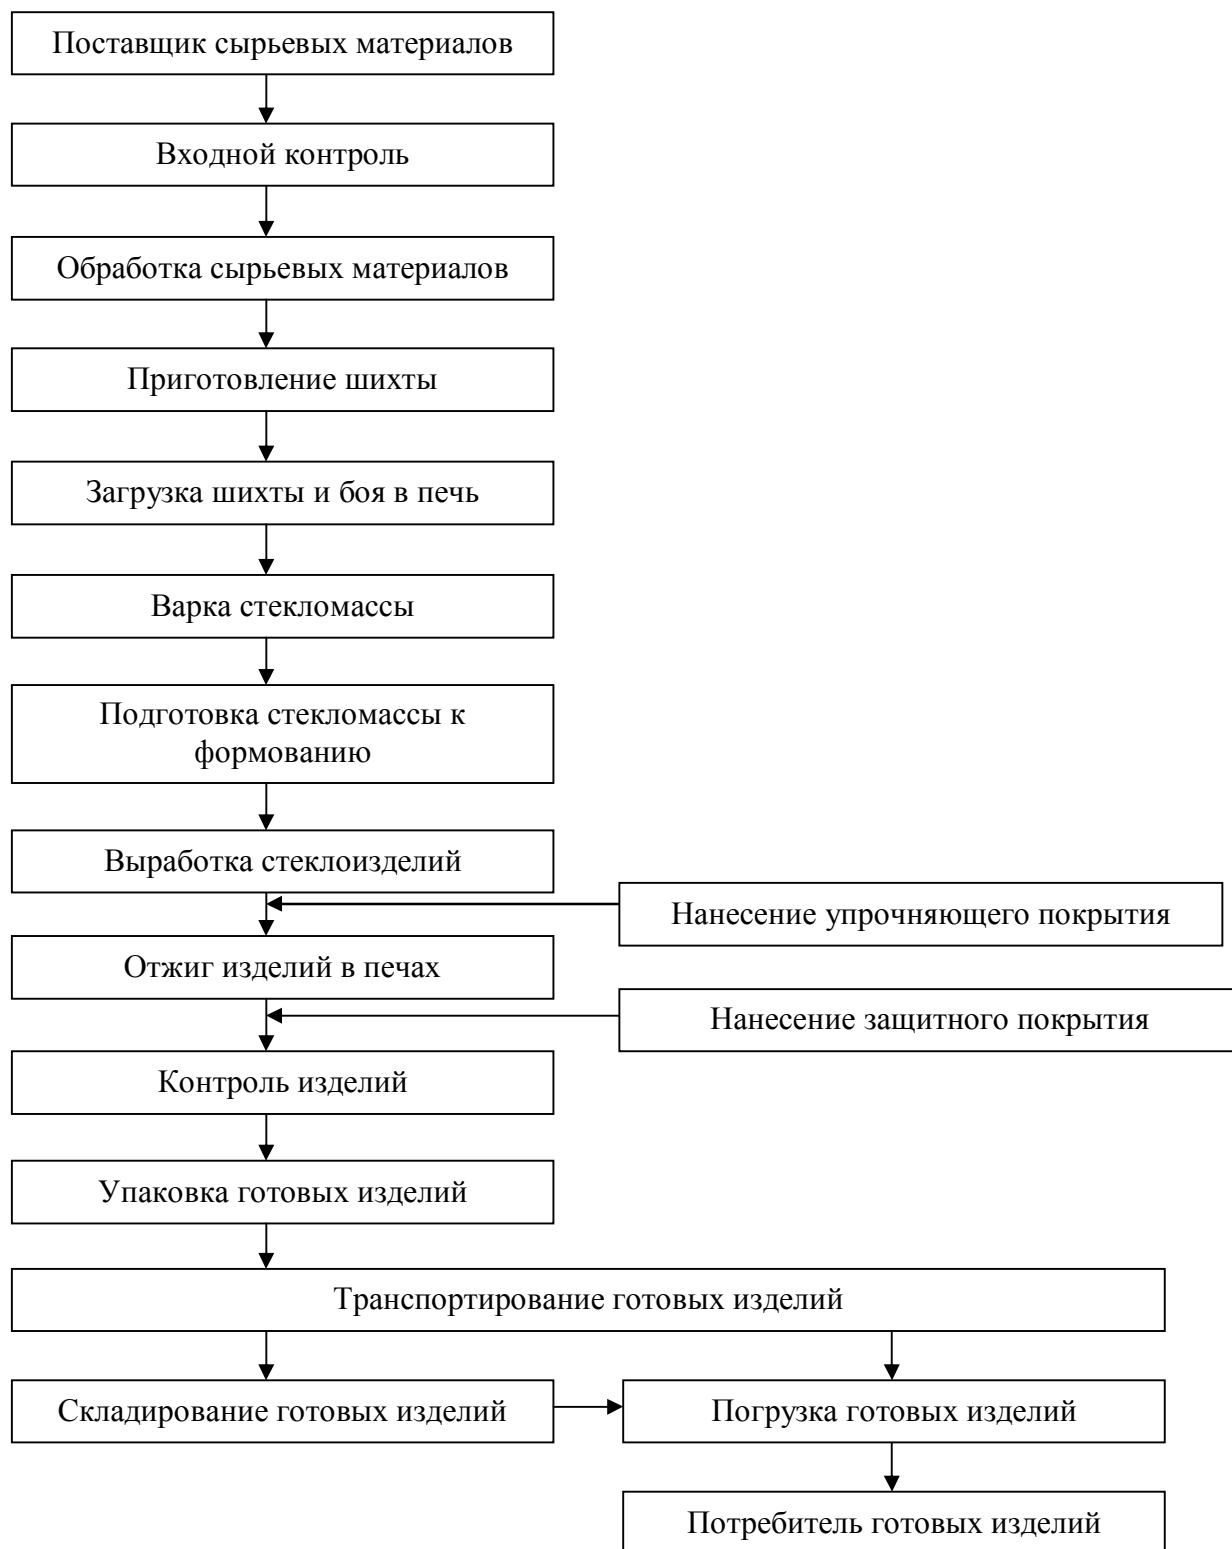 Поставщик сырьевых материалов
Входной контроль
Обработка сырьевых материалов
Приготовление шихты
Загрузка шихты и боя в печь
Варка стекломассы
Подготовка стекломассы к
формованию
Выработка стеклоизделий
Нанесение упрочняющего покрытия
Отжиг изделий в печах
Нанесение защитного покрытия
Контроль изделий
Упаковка готовых изделий
Транспортирование готовых изделий
Складирование готовых изделий
Погрузка готовых изделий
Потребитель готовых изделий